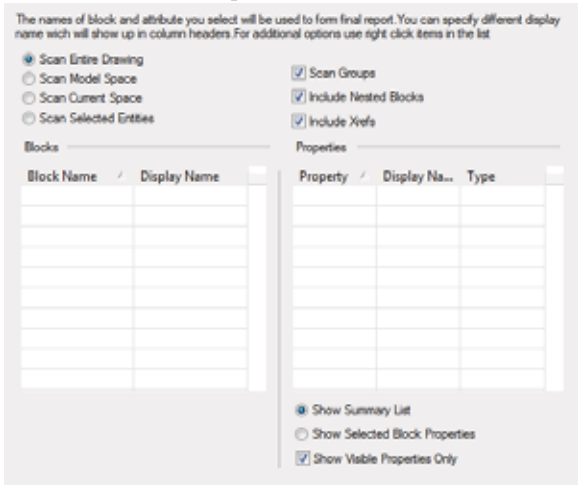 The names of block and attribute you select will be used to form final report.You can specify different display
name wich will show up in column headers.For additional options use right click items in the list
Scan Entire Drawing
Scan Model Space
Scan Current Space
Scan Selected Entities
Scan Groups
Include Nested Blocks
Include Xrefs
Blocks
Block Name Display Name
Properties
Property Display Na... Type
Show Summary List
Show Selected Block Properties
Show Visible Properties Only